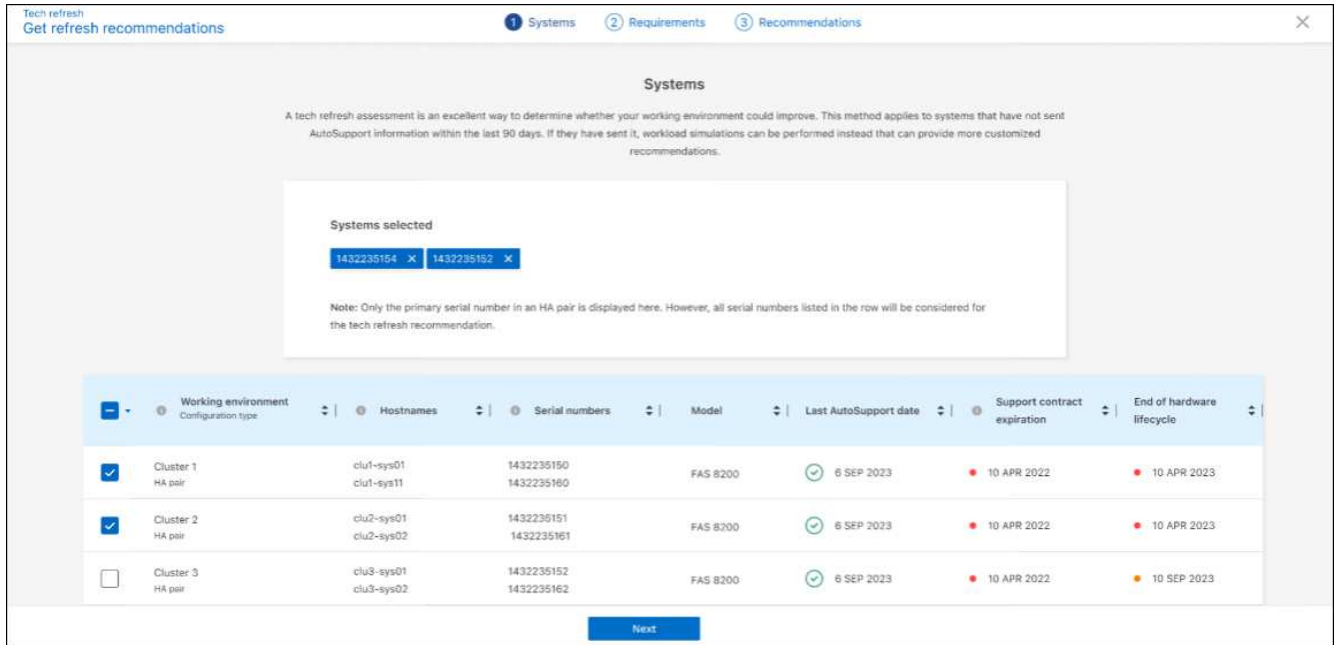 Tech refresh
Get refresh recommendations
1 Systems 2 Requirements 3 Recommendations
Systems
A tech refresh assessment is an excellent way to determine whether your working environment could improve. This method applies to systems that have not sent
AutoSupport information within the last 90 days. If they have sent it, workload simulations can be performed instead that can provide more customized
recommendations.
Systems selected
1432235154 1432235152
Note: Only the primary serial number in an HA pair is displayed here. However, all serial numbers listed in the row will be considered for
the tech refresh recommendation.
Working environment
Configuration type
Hostnames
Serial numbers
Model
Last AutoSupport date
Support contract
expiration
End of hardware
lifecycle
Cluster 1 clu1-sys01 1432235150
HA pair clu1-sys11 1432235160 FAS 8200 6 SEP 2023 10 APR 2022 10 APR 2023
Cluster 2 clu2-sys01 1432235151
HA pair clu2-sys02 1432235161 FAS 8200 6 SEP 2023 10 APR 2022 10 APR 2023
Cluster 3 clu3-sys01 1432235152
HA pair clu3-sys02 1432235162 FAS 8200 6 SEP 2023 10 APR 2022 10 SEP 2023
Next